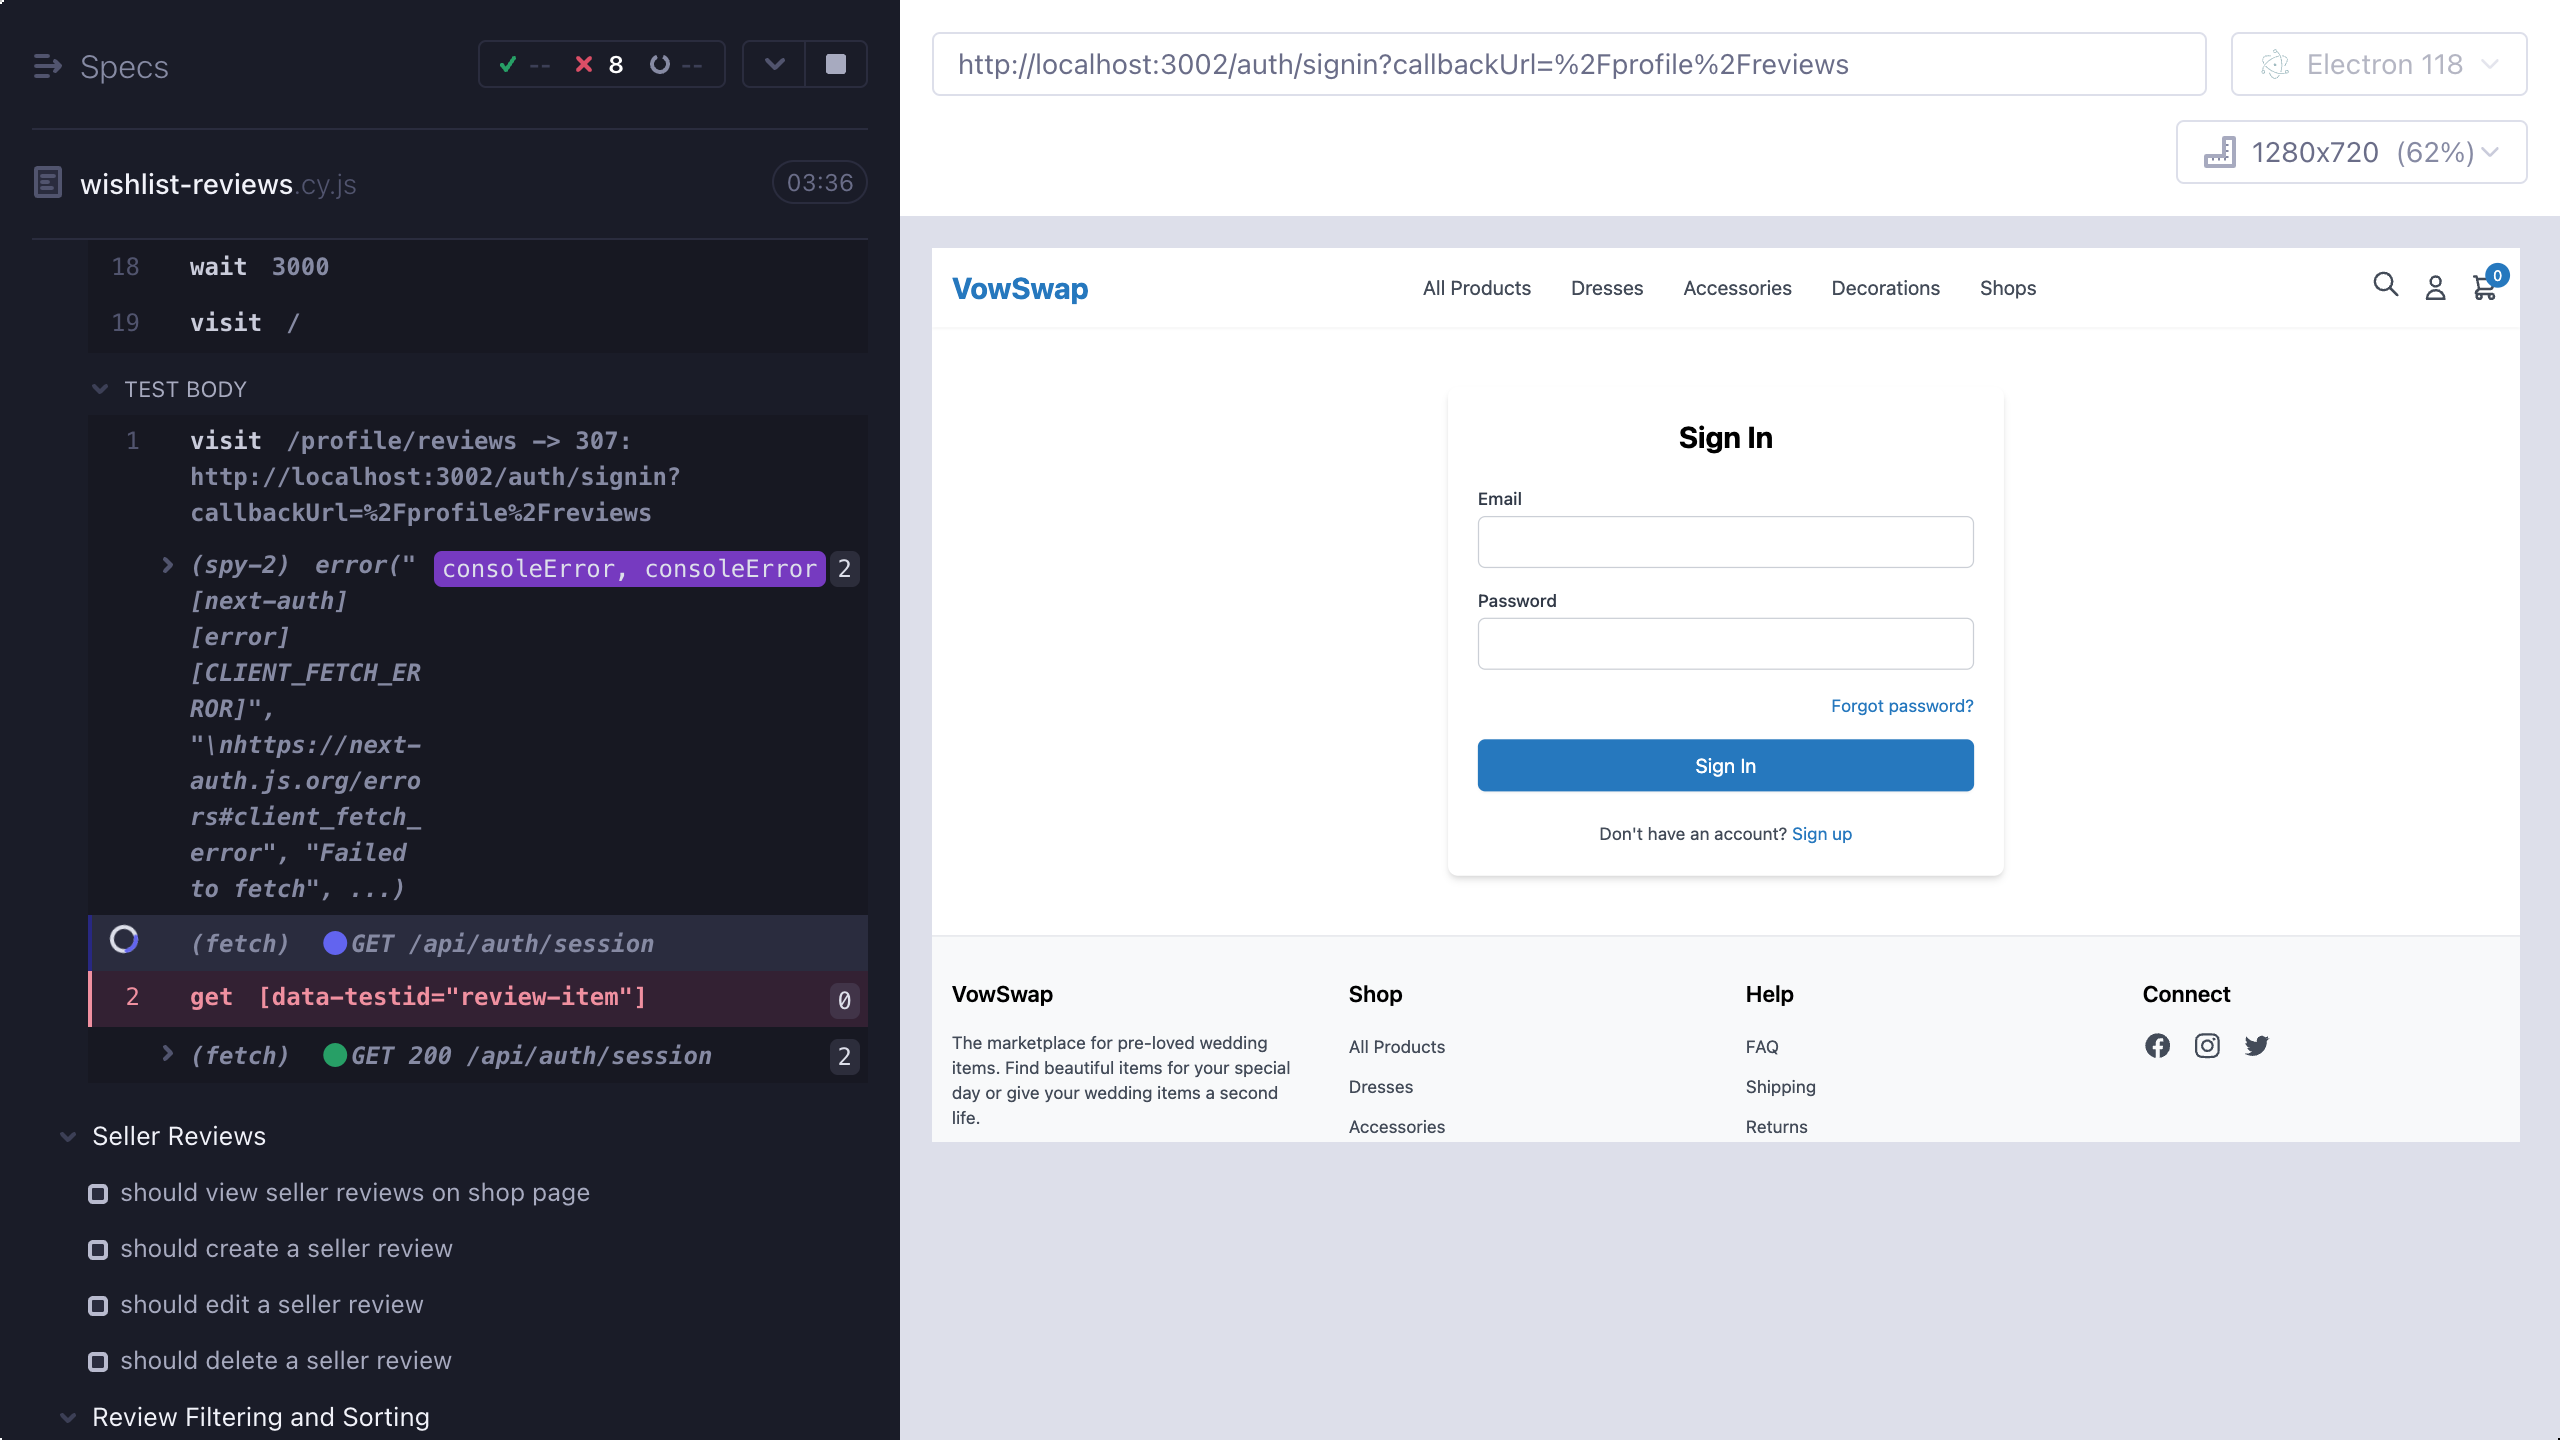 Specs
-- 8 --
wishlist-reviews.cy.js 03:36
18 wait 3000
19 visit /
TEST BODY
1 visit /profile/reviews -> 307:
http://localhost:3002/auth/signin?
callbackUrl=%2Fprofile%2Freviews
(spy-2) error(" consoleError, consoleError 2
[next-auth]
[error]
[CLIENT_FETCH_ER
ROR]",
"\nhttps://next-
auth.js.org/erro
rs#client_fetch_
error", "Failed
to fetch", ...)
(fetch) GET /api/auth/session
2 get [data-testid="review-item"] 0
(fetch) GET 200 /api/auth/session 2
Seller Reviews
should view seller reviews on shop page
should create a seller review
should edit a seller review
should delete a seller review
Review Filtering and Sorting
http://localhost:3002/auth/signin?callbackUrl=%2Fprofile%2Freviews
Electron 118
1280x720 (62%)
VowSwap
All Products Dresses Accessories Decorations Shops
0
Sign In
Email
Password
Forgot password?
Sign In
Don't have an account? Sign up
VowSwap
The marketplace for pre-loved wedding
items. Find beautiful items for your special
day or give your wedding items a second
life.
Shop
All Products
Dresses
Accessories
Help
FAQ
Shipping
Returns
Connect